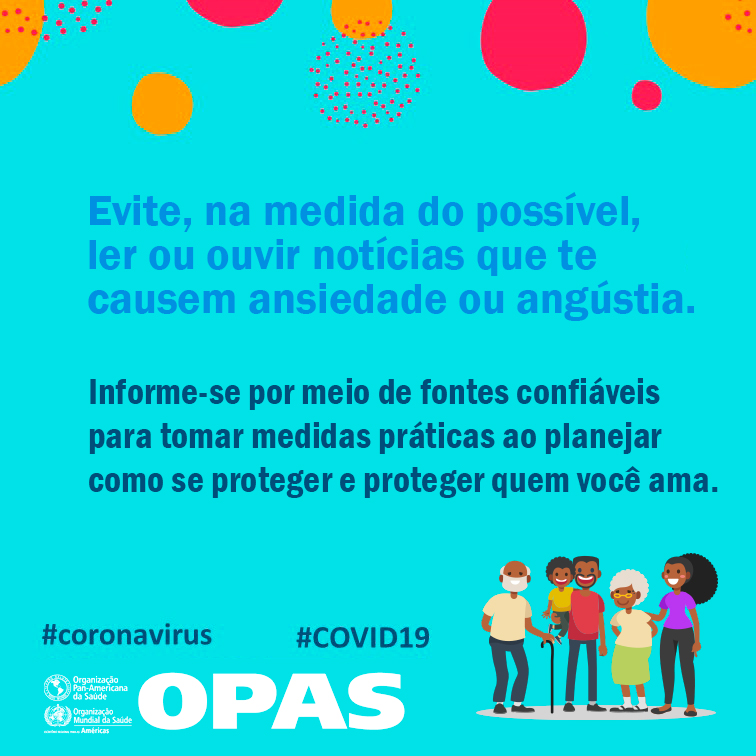 Evite, na medida do possível,
ler ou ouvir notícias que te
causem ansiedade ou angústia.
Informe-se por meio de fontes confiáveis
para tomar medidas práticas ao planejar
como se proteger e proteger quem você ama.
#coronavirus #COVID19
Organização
Pan-Americana
da Saúde
Organização
Mundial da Saúde
Américas
OPAS